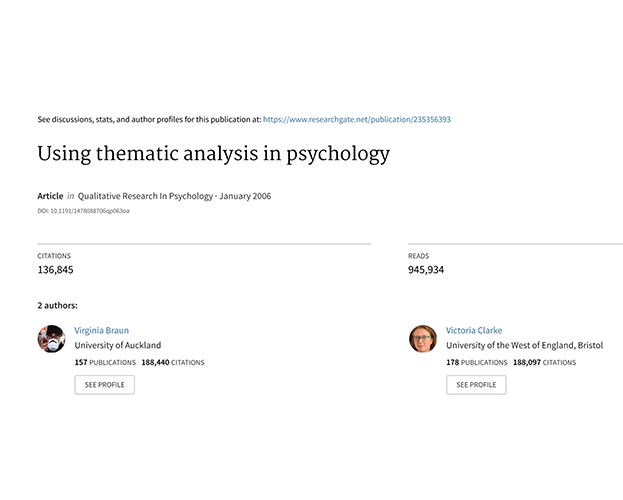 See discussions, stats, and author profiles for this publication at: https://www.researchgate.net/publication/235356393
Using thematic analysis in psychology
Article in Qualitative Research In Psychology · January 2006
DOI: 10.1191/1478088706qp063oa
CITATIONS
136,845
READS
945,934
2 authors:
Virginia Braun
University of Auckland
157 PUBLICATIONS 188,440 CITATIONS
SEE PROFILE
Victoria Clarke
University of the West of England, Bristol
178 PUBLICATIONS 188,097 CITATIONS
SEE PROFILE